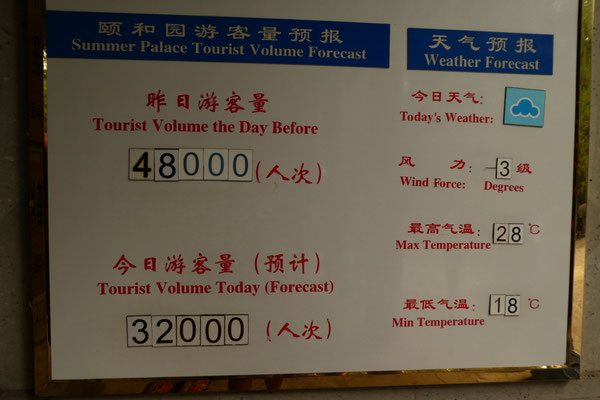 颐和园游客量预报
Summer Palace Tourist Volume Forecast
昨日游客量
Tourist Volume the Day Before
48000 (人次)
今日游客量 (预计)
Tourist Volume Today (Forecast)
32000 (人次)
天气预报
Weather Forecast
今日天气:
Today's Weather:
风 力: 3 级
Wind Force: Degrees
最高气温: 28 ℃
Max Temperature
最低气温: 18 ℃
Min Temperature